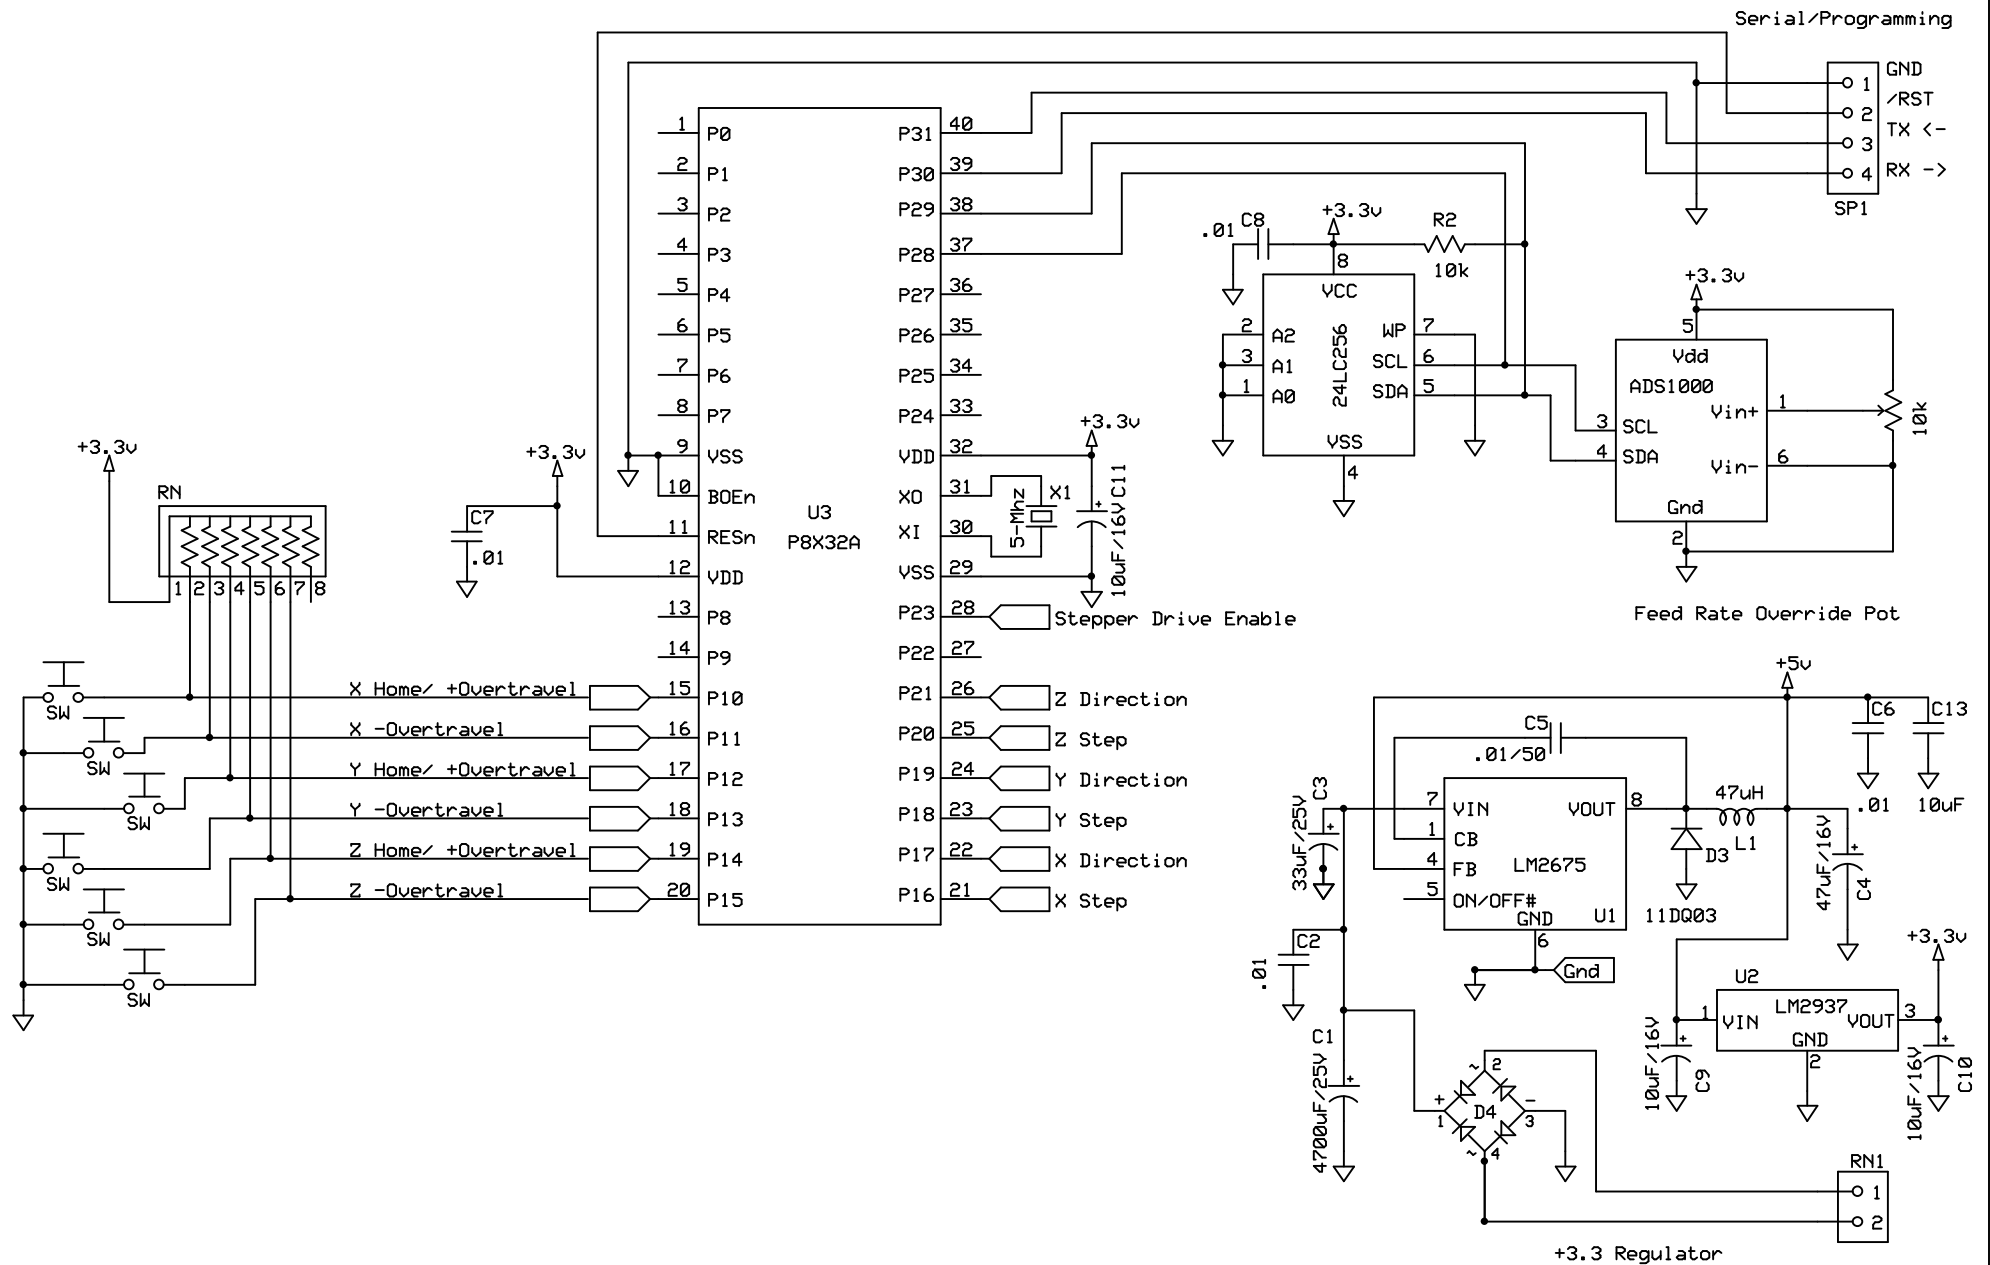 Serial/Programming
GND
1
/RST
2
TX <-
3
RX ->
4
SP1
1 P0
2 P1
3 P2
4 P3
5 P4
6 P5
7 P6
8 P7
9 VSS
10 BOEn
11 RESn
12 VDD
13 P8
14 P9
15 P10
16 P11
17 P12
18 P13
19 P14
20 P15
U3
P8X32A
P31 40
P30 39
P29 38
P28 37
P27 36
P26 35
P25 34
P24 33
VDD 32
XO 31
XI 30
VSS 29
P23 28
P22 27
P21 26
P20 25
P19 24
P18 23
P17 22
P16 21
Stepper Drive Enable
Z Direction
Z Step
Y Direction
Y Step
X Direction
X Step
5-Mhz
X1
+3.3v
10uF/16V C11
+3.3v
C7
.01
+3.3v
RN
1 2 3 4 5 6 7 8
X Home/ +Overtravel
X -Overtravel
Y Home/ +Overtravel
Y -Overtravel
Z Home/ +Overtravel
Z -Overtravel
SW
SW
SW
SW
SW
SW
.01 C8
+3.3v
R2
10k
8
VCC
2 A2
3 A1
1 A0
24LC256
WP 7
SCL 6
SDA 5
VSS
4
+3.3v
5
Vdd
ADS1000
Vin+ 1
3 SCL
4 SDA
Vin- 6
Gnd
2
10k
Feed Rate Override Pot
+5v
C6
.01
C13
10uF
C5
.01/50
33uF/25V C3
7 VIN
1 CB
4 FB
5 ON/OFF#
VOUT 8
LM2675
GND
U1
6
Gnd
47uH
L1
D3
11DQ03
47uF/16V C4
C2
.01
C1
4700uF/25V
+3.3v
U2
LM2937
1 VIN
VOUT 3
GND
2
10uF/16V C9
10uF/16V C10
~ 2
+ 1
D4
- 3
~ 4
RN1
1
2
+3.3 Regulator